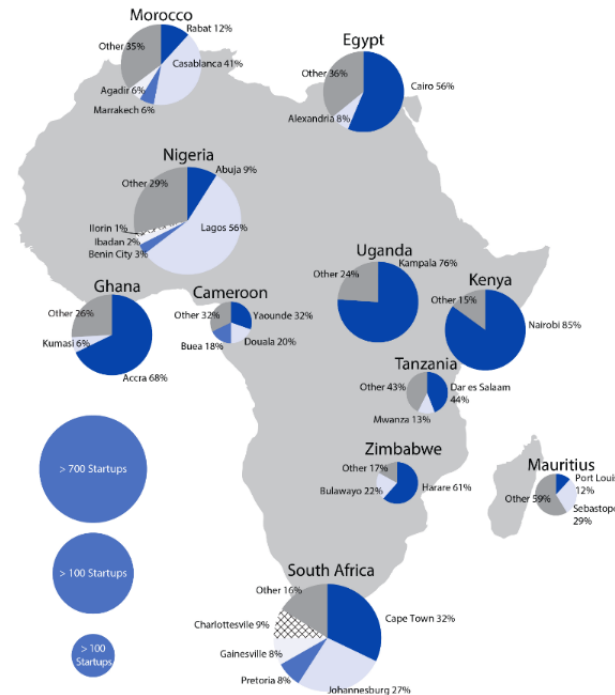 Morocco
Rabat 12%
Other 35%
Casablanca 41%
Agadir 6%
Marrakech 6%
Egypt
Other 36%
Cairo 56%
Alexandria 8%
Nigeria
Abuja 9%
Other 29%
Lagos 56%
Ilorin 1%
Ibadan 2%
Benin City 3%
Uganda
Kampala 76%
Other 24%
Kenya
Other 15%
Nairobi 85%
Ghana
Other 26%
Kumasi 6%
Accra 68%
Cameroon
Other 32%
Yaounde 32%
Buea 18%
Douala 20%
Tanzania
Other 43%
Dar es Salaam
44%
Mwanza 13%
Zimbabwe
Other 17%
Bulawayo 22%
Harare 61%
Mauritius
Port Louis
12%
Other 59%
Sebastopo
29%
> 700 Startups
> 100 Startups
> 100
Startups
South Africa
Other 16%
Cape Town 32%
Charlottesvile 9%
Gainesville 8%
Pretoria 8%
Johannesburg 27%